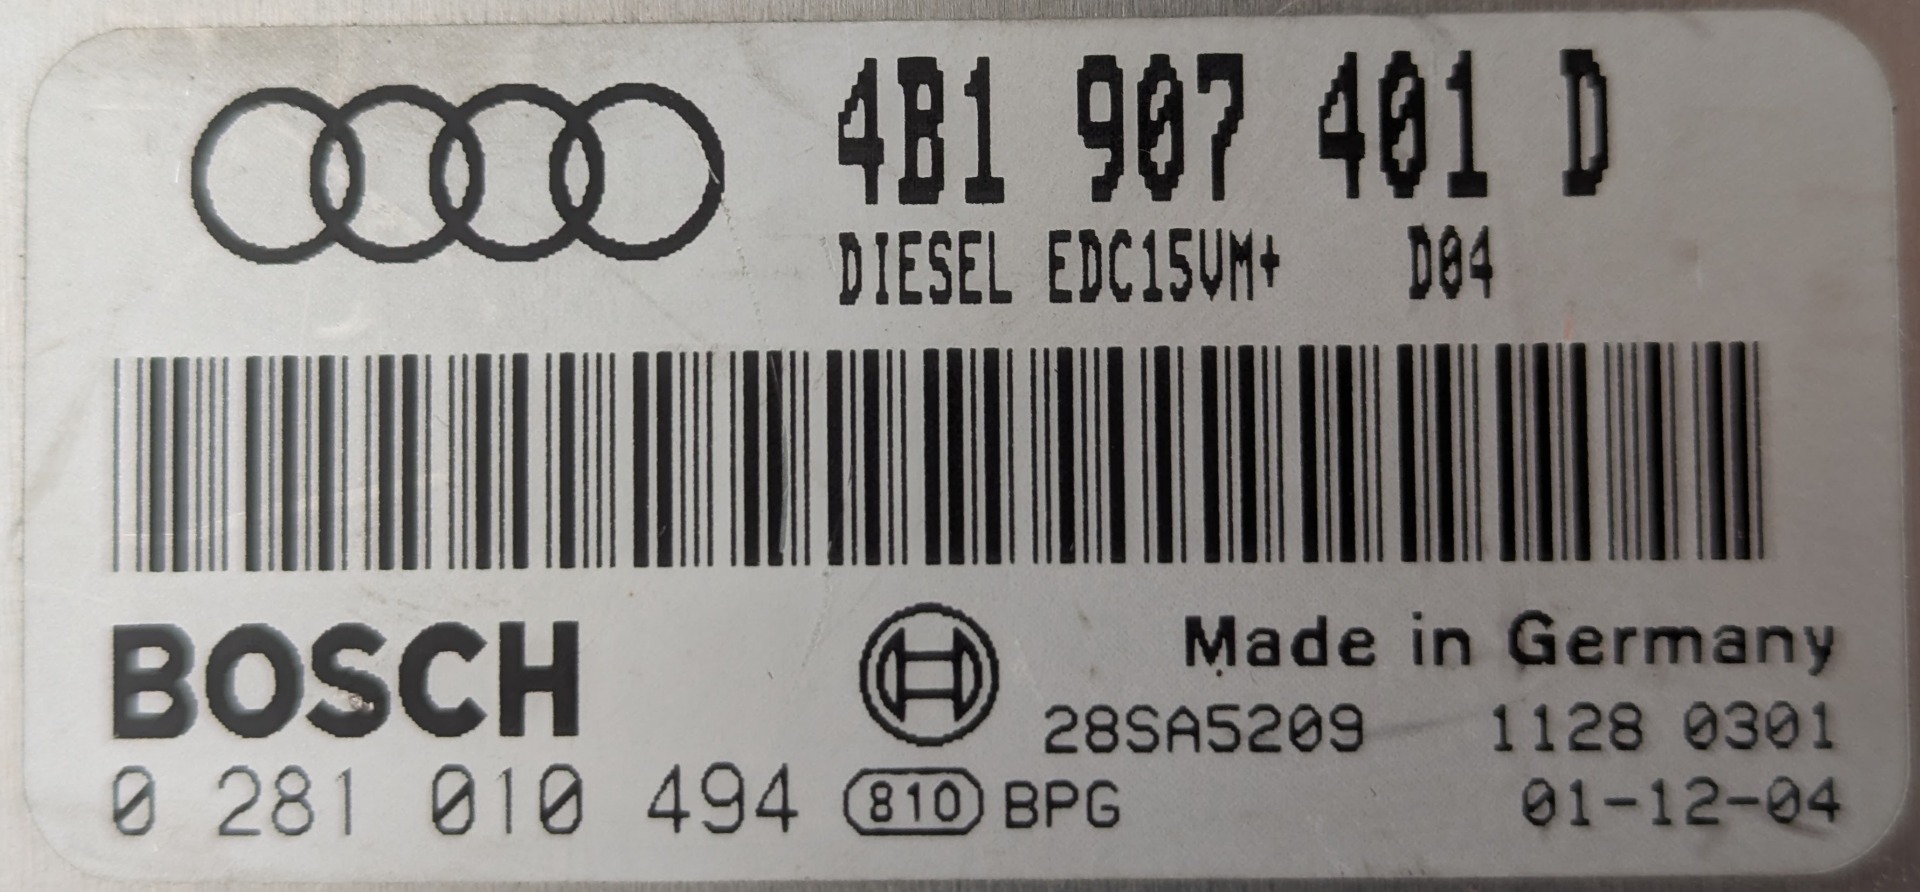 4B1 907 401 D
DIESEL EDC15VM+ D04
BOSCH
Made in Germany
28SA5209 1128 0301
0 281 010 494 810 BPG 01-12-04